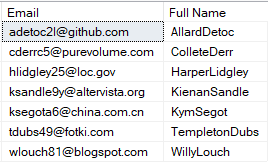 Email Full Name
adetoc2l@github.com AllardDetoc
cderrc5@purevolume.com ColleteDerr
hlidgley25@loc.gov HarperLidgley
ksandle9y@altervista.org KienanSandle
ksegota6@china.com.cn KymSegot
tdubs49@fotki.com TempletonDubs
wlouch81@blogspot.com WillyLouch